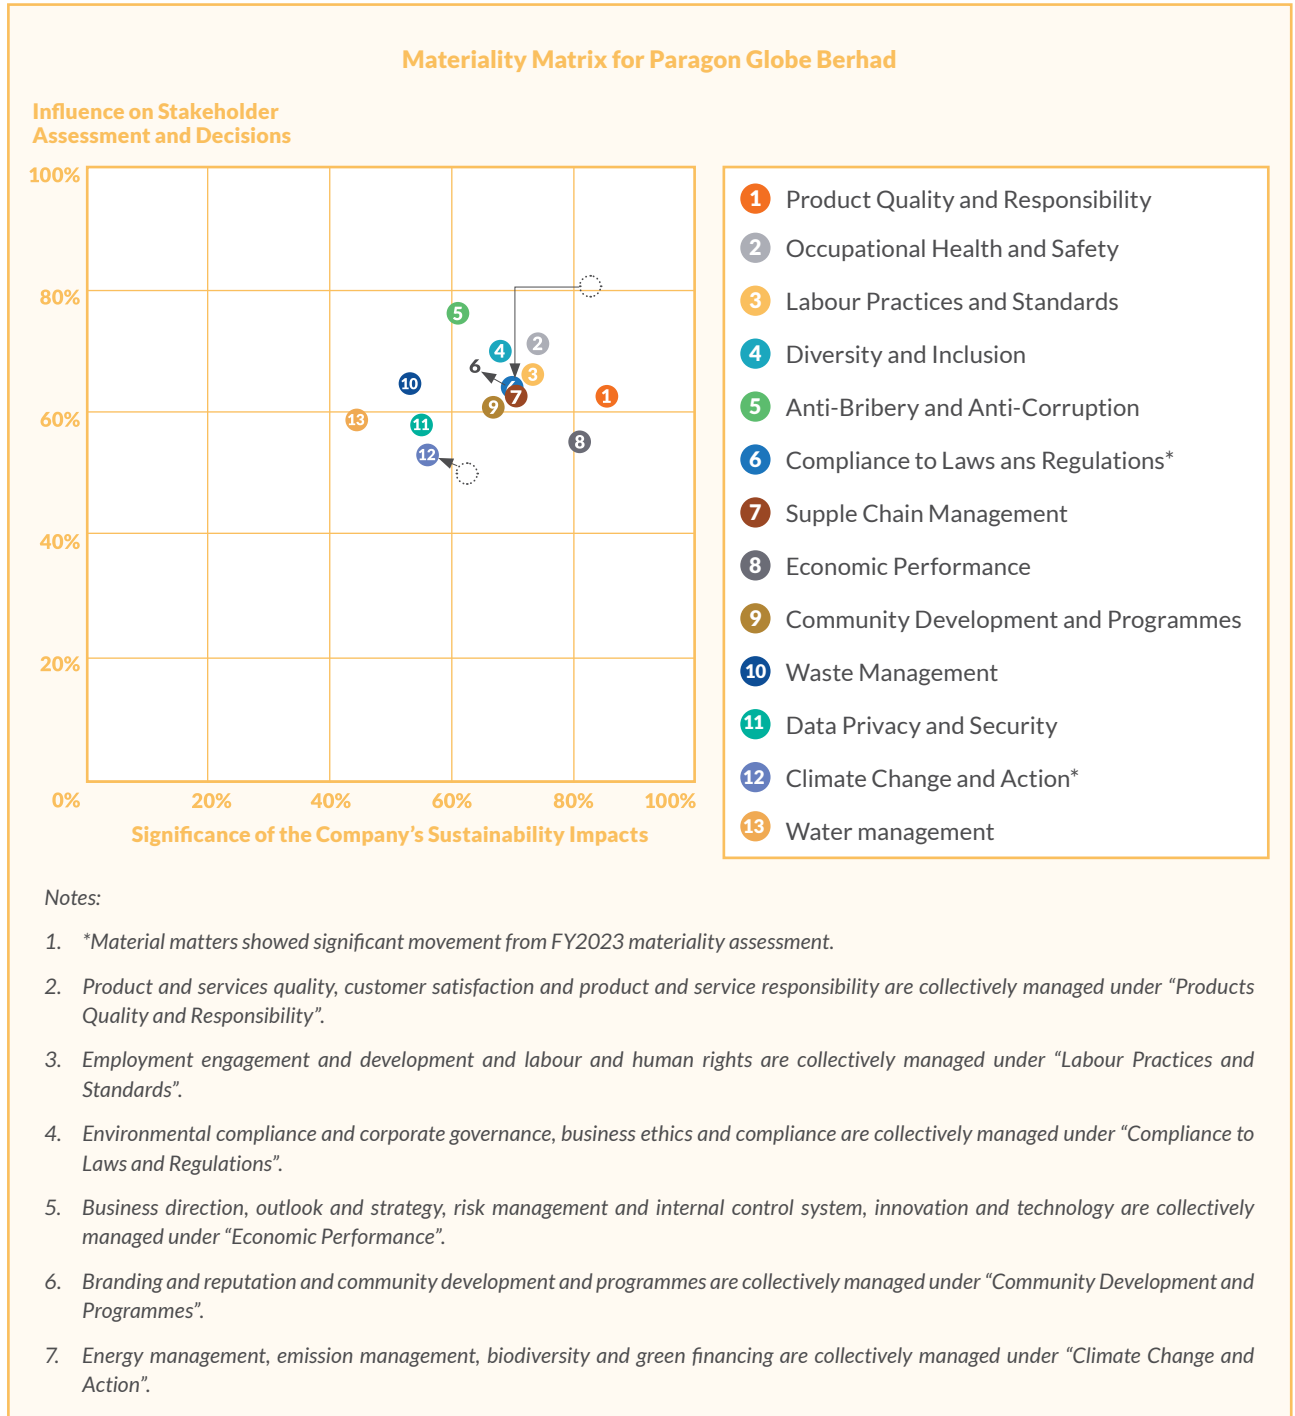 Materiality Matrix for Paragon Globe Berhad
Influence on Stakeholder
Assessment and Decisions
100%
80%
60%
40%
20%
0%
5
4
2
6
3
6
7
10
1
9
13
11
8
12
20%
40%
60%
80%
100%
Significance of the Company's Sustainability Impacts
1 Product Quality and Responsibility
2 Occupational Health and Safety
3 Labour Practices and Standards
4 Diversity and Inclusion
5 Anti-Bribery and Anti-Corruption
6 Compliance to Laws ans Regulations*
7 Supple Chain Management
8 Economic Performance
9 Community Development and Programmes
10 Waste Management
11 Data Privacy and Security
12 Climate Change and Action*
13 Water management
Notes:
1. *Material matters showed significant movement from FY2023 materiality assessment.
2. Product and services quality, customer satisfaction and product and service responsibility are collectively managed under “Products
Quality and Responsibility”.
3. Employment engagement and development and labour and human rights are collectively managed under “Labour Practices and
Standards”.
4. Environmental compliance and corporate governance, business ethics and compliance are collectively managed under “Compliance to
Laws and Regulations”.
5. Business direction, outlook and strategy, risk management and internal control system, innovation and technology are collectively
managed under “Economic Performance”.
6. Branding and reputation and community development and programmes are collectively managed under “Community Development and
Programmes”.
7. Energy management, emission management, biodiversity and green financing are collectively managed under “Climate Change and
Action”.